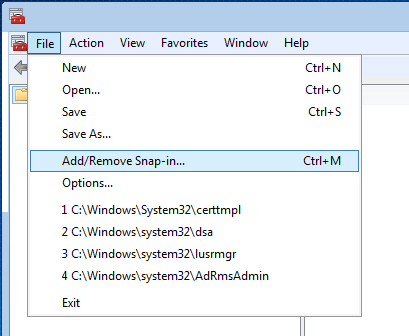 File Action View Favorites Window Help
New Ctrl+N
Open... Ctrl+O
Save Ctrl+S
Save As...
Add/Remove Snap-in... Ctrl+M
Options...
1 C:\Windows\System32\certtmpl
2 C:\Windows\system32\dsa
3 C:\Windows\system32\lusrmgr
4 C:\Windows\system32\AdRmsAdmin
Exit